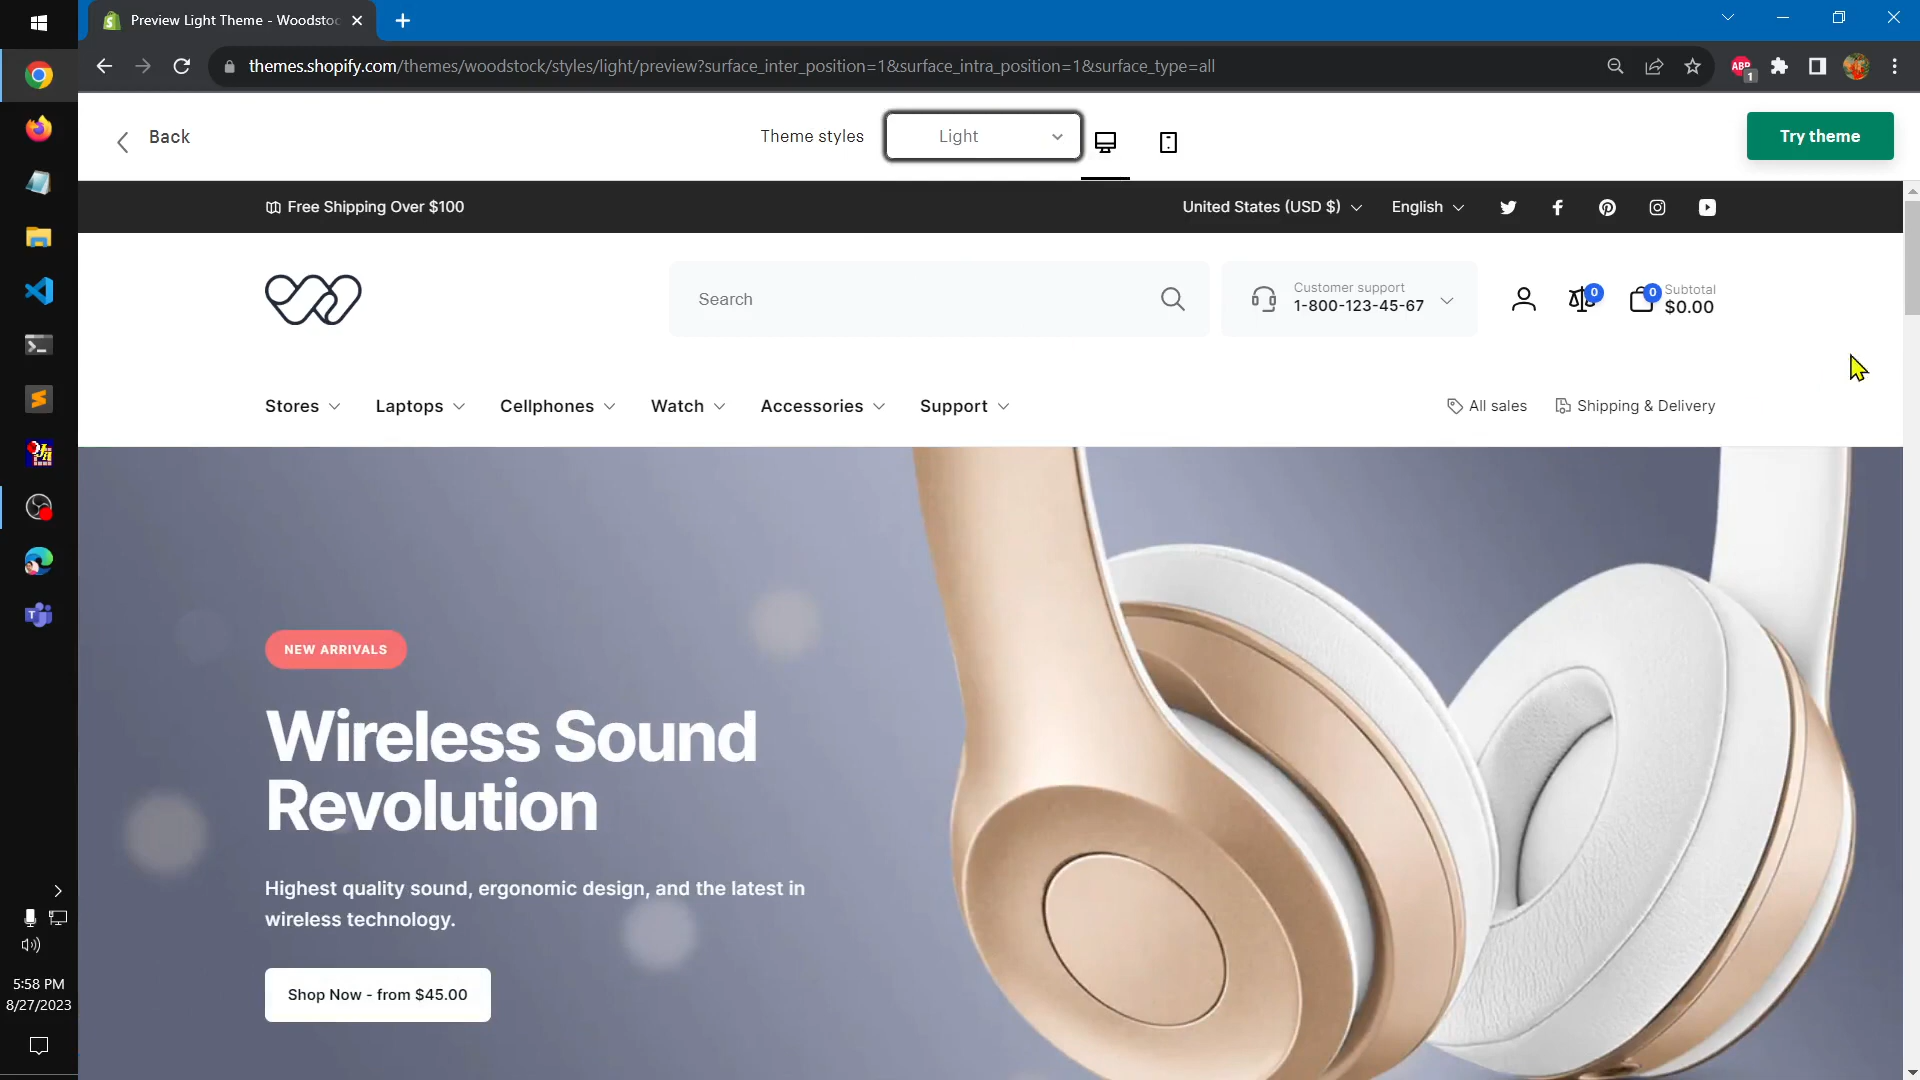 Preview Light Theme - Woodstoc
themes.shopify.com/themes/woodstock/styles/light/preview?surface_inter_position=1&surface_intra_position=1&surface_type=all
ABP
1
Back
Theme styles
Light
Try theme
Free Shipping Over $100
United States (USD $)
English
Search
Customer support
1-800-123-45-67
0
0
Subtotal
$0.00
Stores
Laptops
Cellphones
Watch
Accessories
Support
All sales
Shipping & Delivery
NEW ARRIVALS
Wireless Sound
Revolution
Highest quality sound, ergonomic design, and the latest in
wireless technology.
Shop Now - from $45.00
5:58 PM
8/27/2023